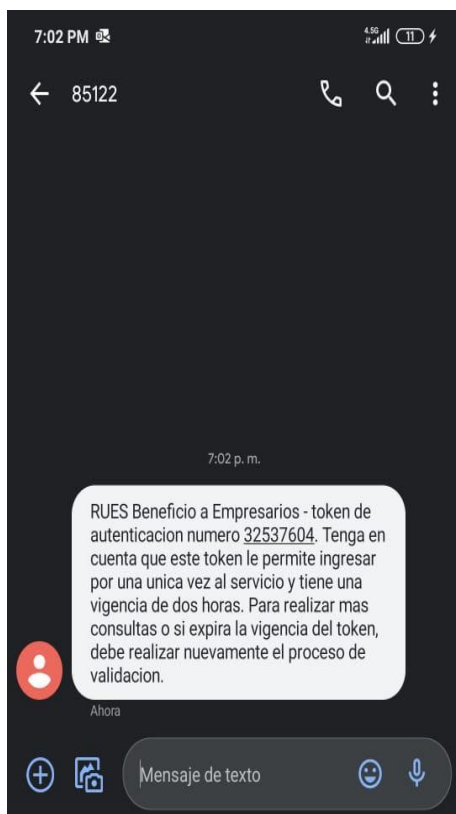 7:02 PM
4.5G
11
85122
7:02 p. m.
RUES Beneficio a Empresarios - token de
autenticacion numero 32537604. Tenga en
cuenta que este token le permite ingresar
por una unica vez al servicio y tiene una
vigencia de dos horas. Para realizar mas
consultas o si expira la vigencia del token,
debe realizar nuevamente el proceso de
validacion.
Ahora
Mensaje de texto